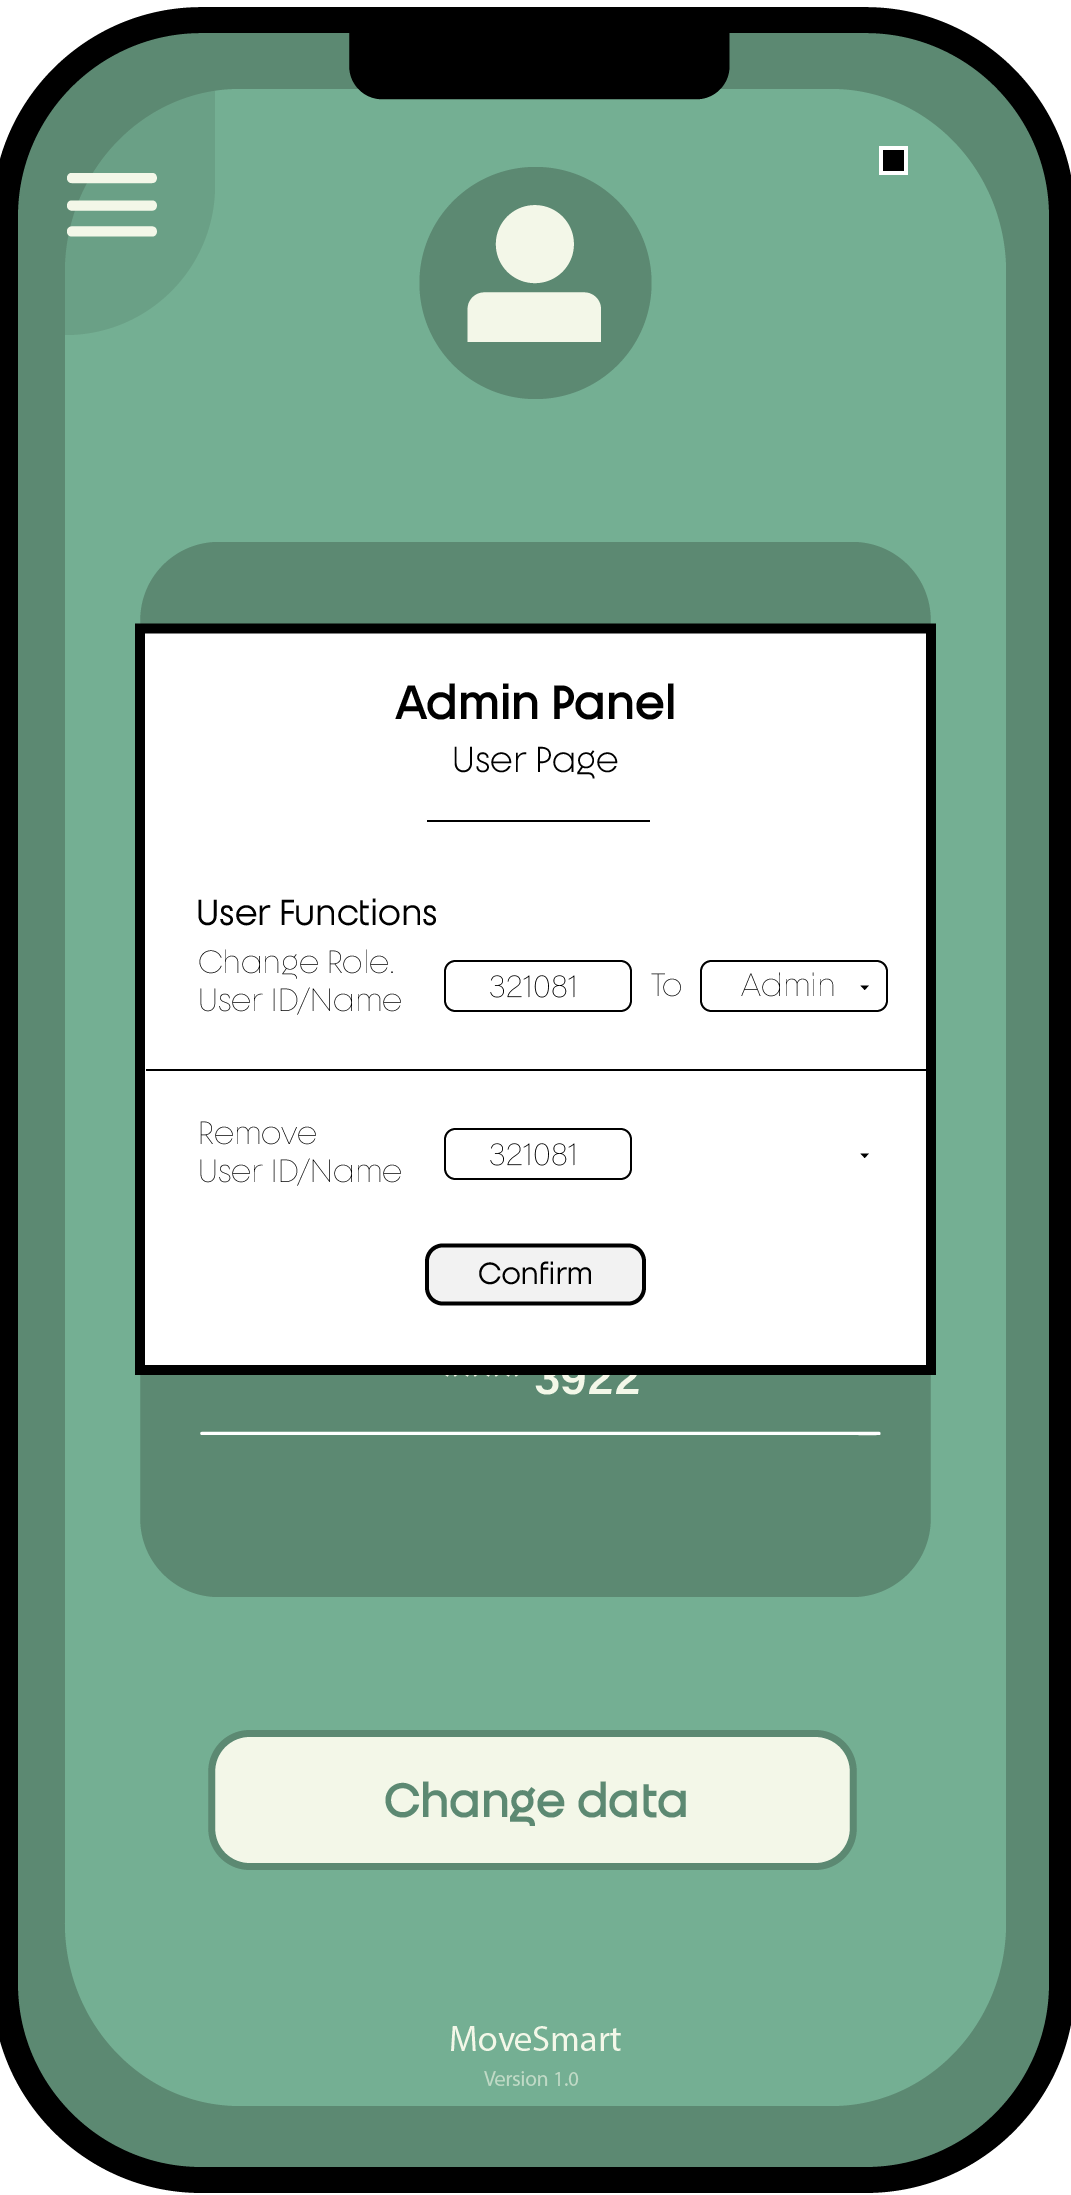 Admin Panel
User Page
User Functions
Change Role.
User ID/Name
321081 To Admin
Remove
User ID/Name
321081
Confirm
3922
Change data
MoveSmart
Version 1.0